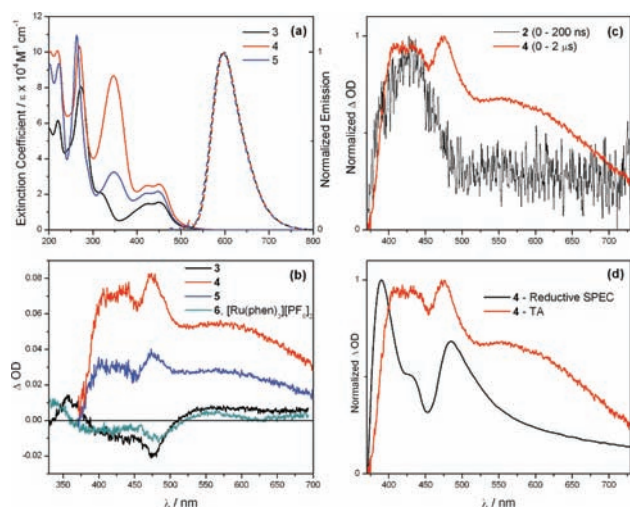 (a)
3
4
5
Extinction Coefficient / ε x 10⁴ M⁻¹ cm⁻¹
11
10
8
6
4
2
0
200 300 400 500 600 700 800
Normalized Emission
1
0
(c)
2 (0 - 200 ns)
4 (0 - 2 μs)
Normalized Δ OD
1
0
400 450 500 550 600 650 700
(b)
3
4
5
6, [Ru(phen)₃][PF₆]₂
Δ OD
0.08
0.06
0.04
0.02
0.00
-0.02
350 400 450 500 550 600 650 700
λ / nm
(d)
4 - Reductive SPEC
4 - TA
Normalized Δ OD
1
0
400 450 500 550 600 650 700
λ / nm